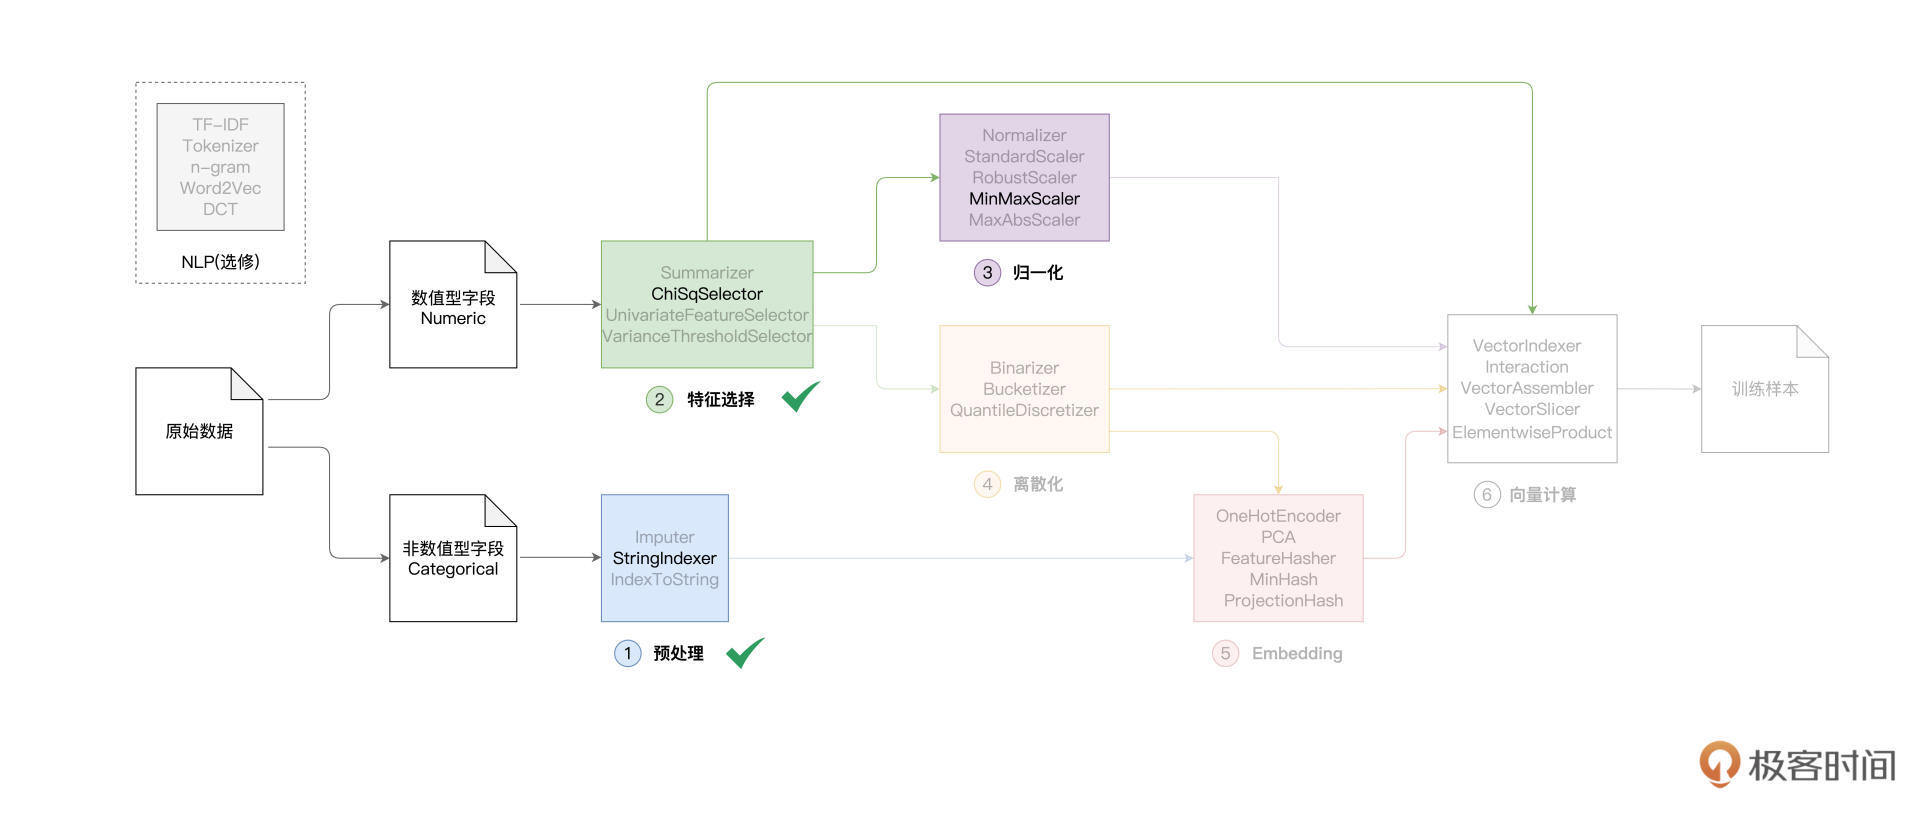 TF-IDF
Tokenizer
n-gram
Word2Vec
DCT
NLP(选修)
原始数据
数值型字段
Numeric
非数值型字段
Categorical
Summarizer
ChiSqSelector
UnivariateFeatureSelector
VarianceThresholdSelector
2 特征选择
Imputer
StringIndexer
IndexToString
1 预处理
Normalizer
StandardScaler
RobustScaler
MinMaxScaler
MaxAbsScaler
3 归一化
Binarizer
Bucketizer
QuantileDiscretizer
4 离散化
OneHotEncoder
PCA
FeatureHasher
MinHash
ProjectionHash
5 Embedding
VectorIndexer
Interaction
VectorAssembler
VectorSlicer
ElementwiseProduct
6 向量计算
训练样本
极客时间